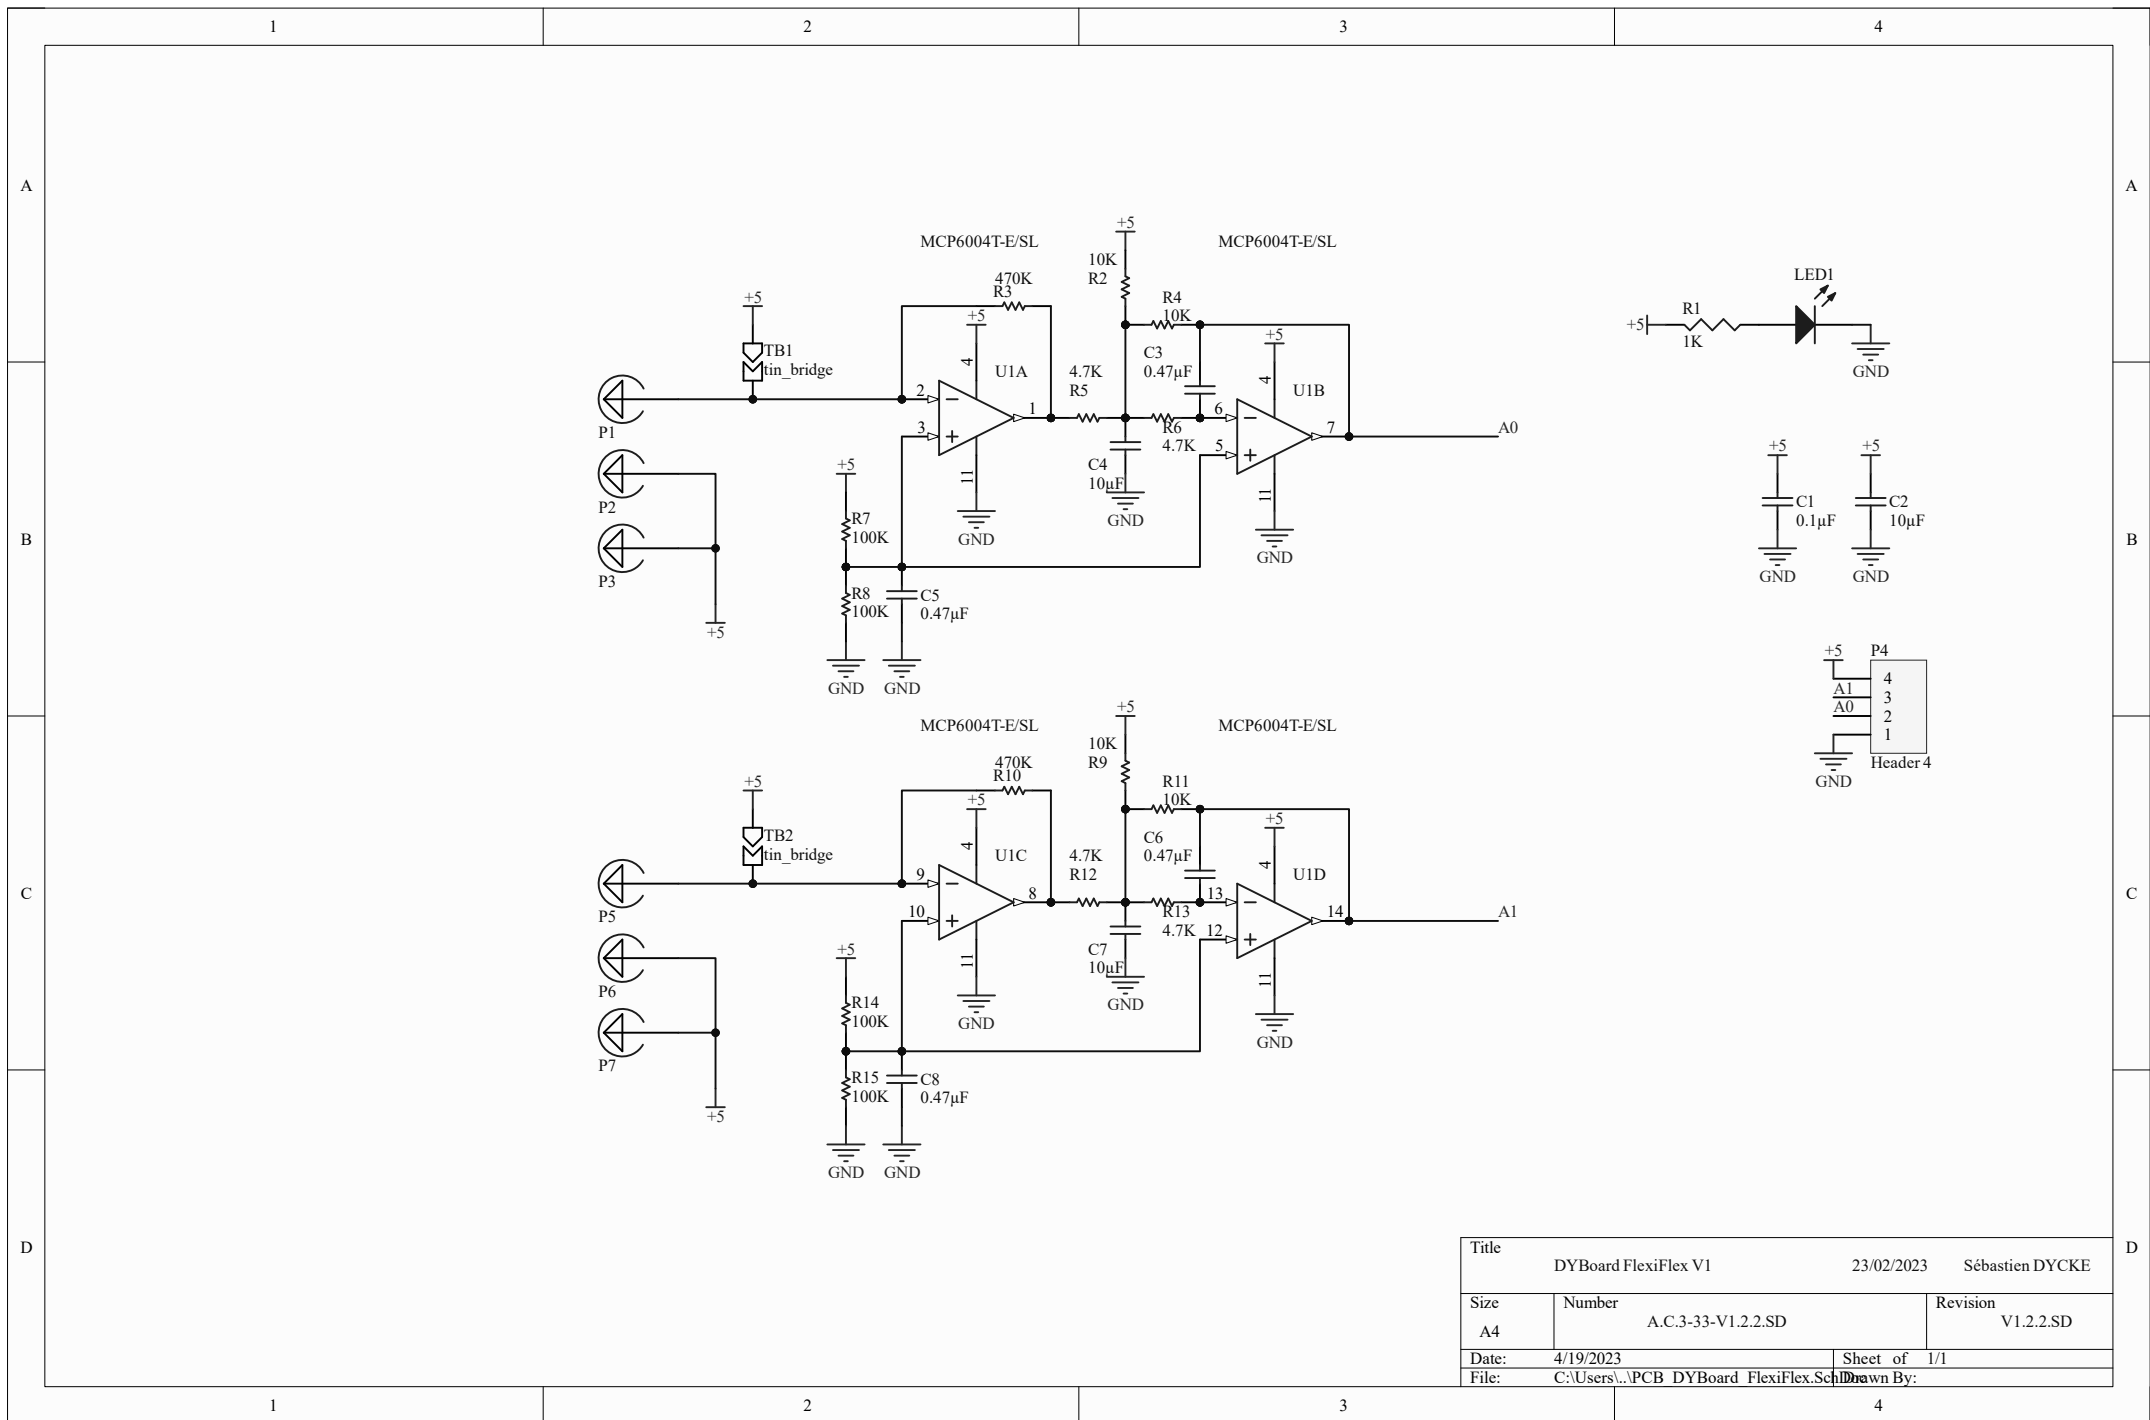 1 2 3 4
A A
B B
C C
D D
MCP6004T-E/SL
MCP6004T-E/SL
+5
10K
R2
470K
R3
+5
TB1
tin_bridge
+5
4
U1A
R4
10K
C3
0.47µF
+5
4
U1B
4.7K
R5
P1
2
3
1
11
GND
R6
4.7K
6
5
7
A0
C4
10µF
GND
11
GND
P2
P3
+5
+5
R7
100K
R8
100K
C5
0.47µF
GND
GND
LED1
+5
R1
1K
GND
+5
C1
0.1µF
GND
+5
C2
10µF
GND
+5
P4
4
A1
3
A0
2
1
GND
Header 4
MCP6004T-E/SL
MCP6004T-E/SL
+5
10K
R9
470K
R10
+5
TB2
tin_bridge
+5
4
U1C
R11
10K
C6
0.47µF
+5
4
U1D
4.7K
R12
P5
9
10
8
11
GND
R13
4.7K
13
12
14
A1
C7
10µF
GND
11
GND
P6
P7
+5
+5
R14
100K
R15
100K
C8
0.47µF
GND
GND
Title
DYBoard FlexiFlex V1 23/02/2023 Sébastien DYCKE
Size Number Revision
A4 A.C.3-33-V1.2.2.SD V1.2.2.SD
Date: 4/19/2023 Sheet of 1/1
File: C:\Users\..\PCB_DYBoard_FlexiFlex.SchDoc Drawn By:
1 2 3 4